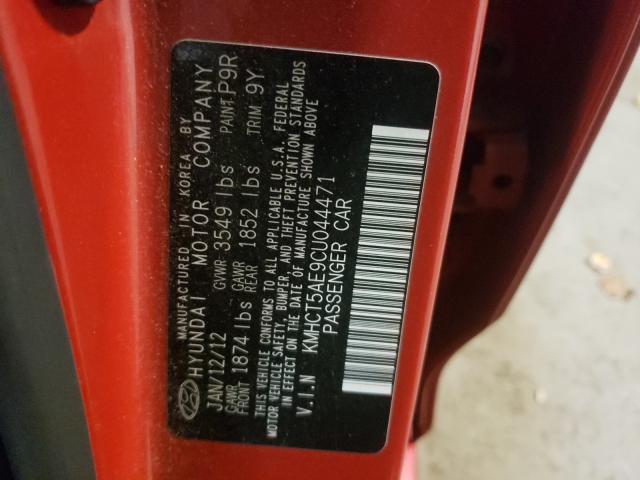 MANUFACTURED IN KOREA BY
HYUNDAI MOTOR COMPANY
JAN/12/12 GVWR 3549 lbs PAINT P9R
GAWR FRONT 1874 lbs GAWR REAR 1852 lbs TRIM 9Y
THIS VEHICLE CONFORMS TO ALL APPLICABLE U.S.A. FEDERAL
MOTOR VEHICLE SAFETY, BUMPER, AND THEFT PREVENTION STANDARDS
IN EFFECT ON THE DATE OF MANUFACTURE SHOWN ABOVE
V.I.N KMHCT5AE9CU044471
PASSENGER CAR